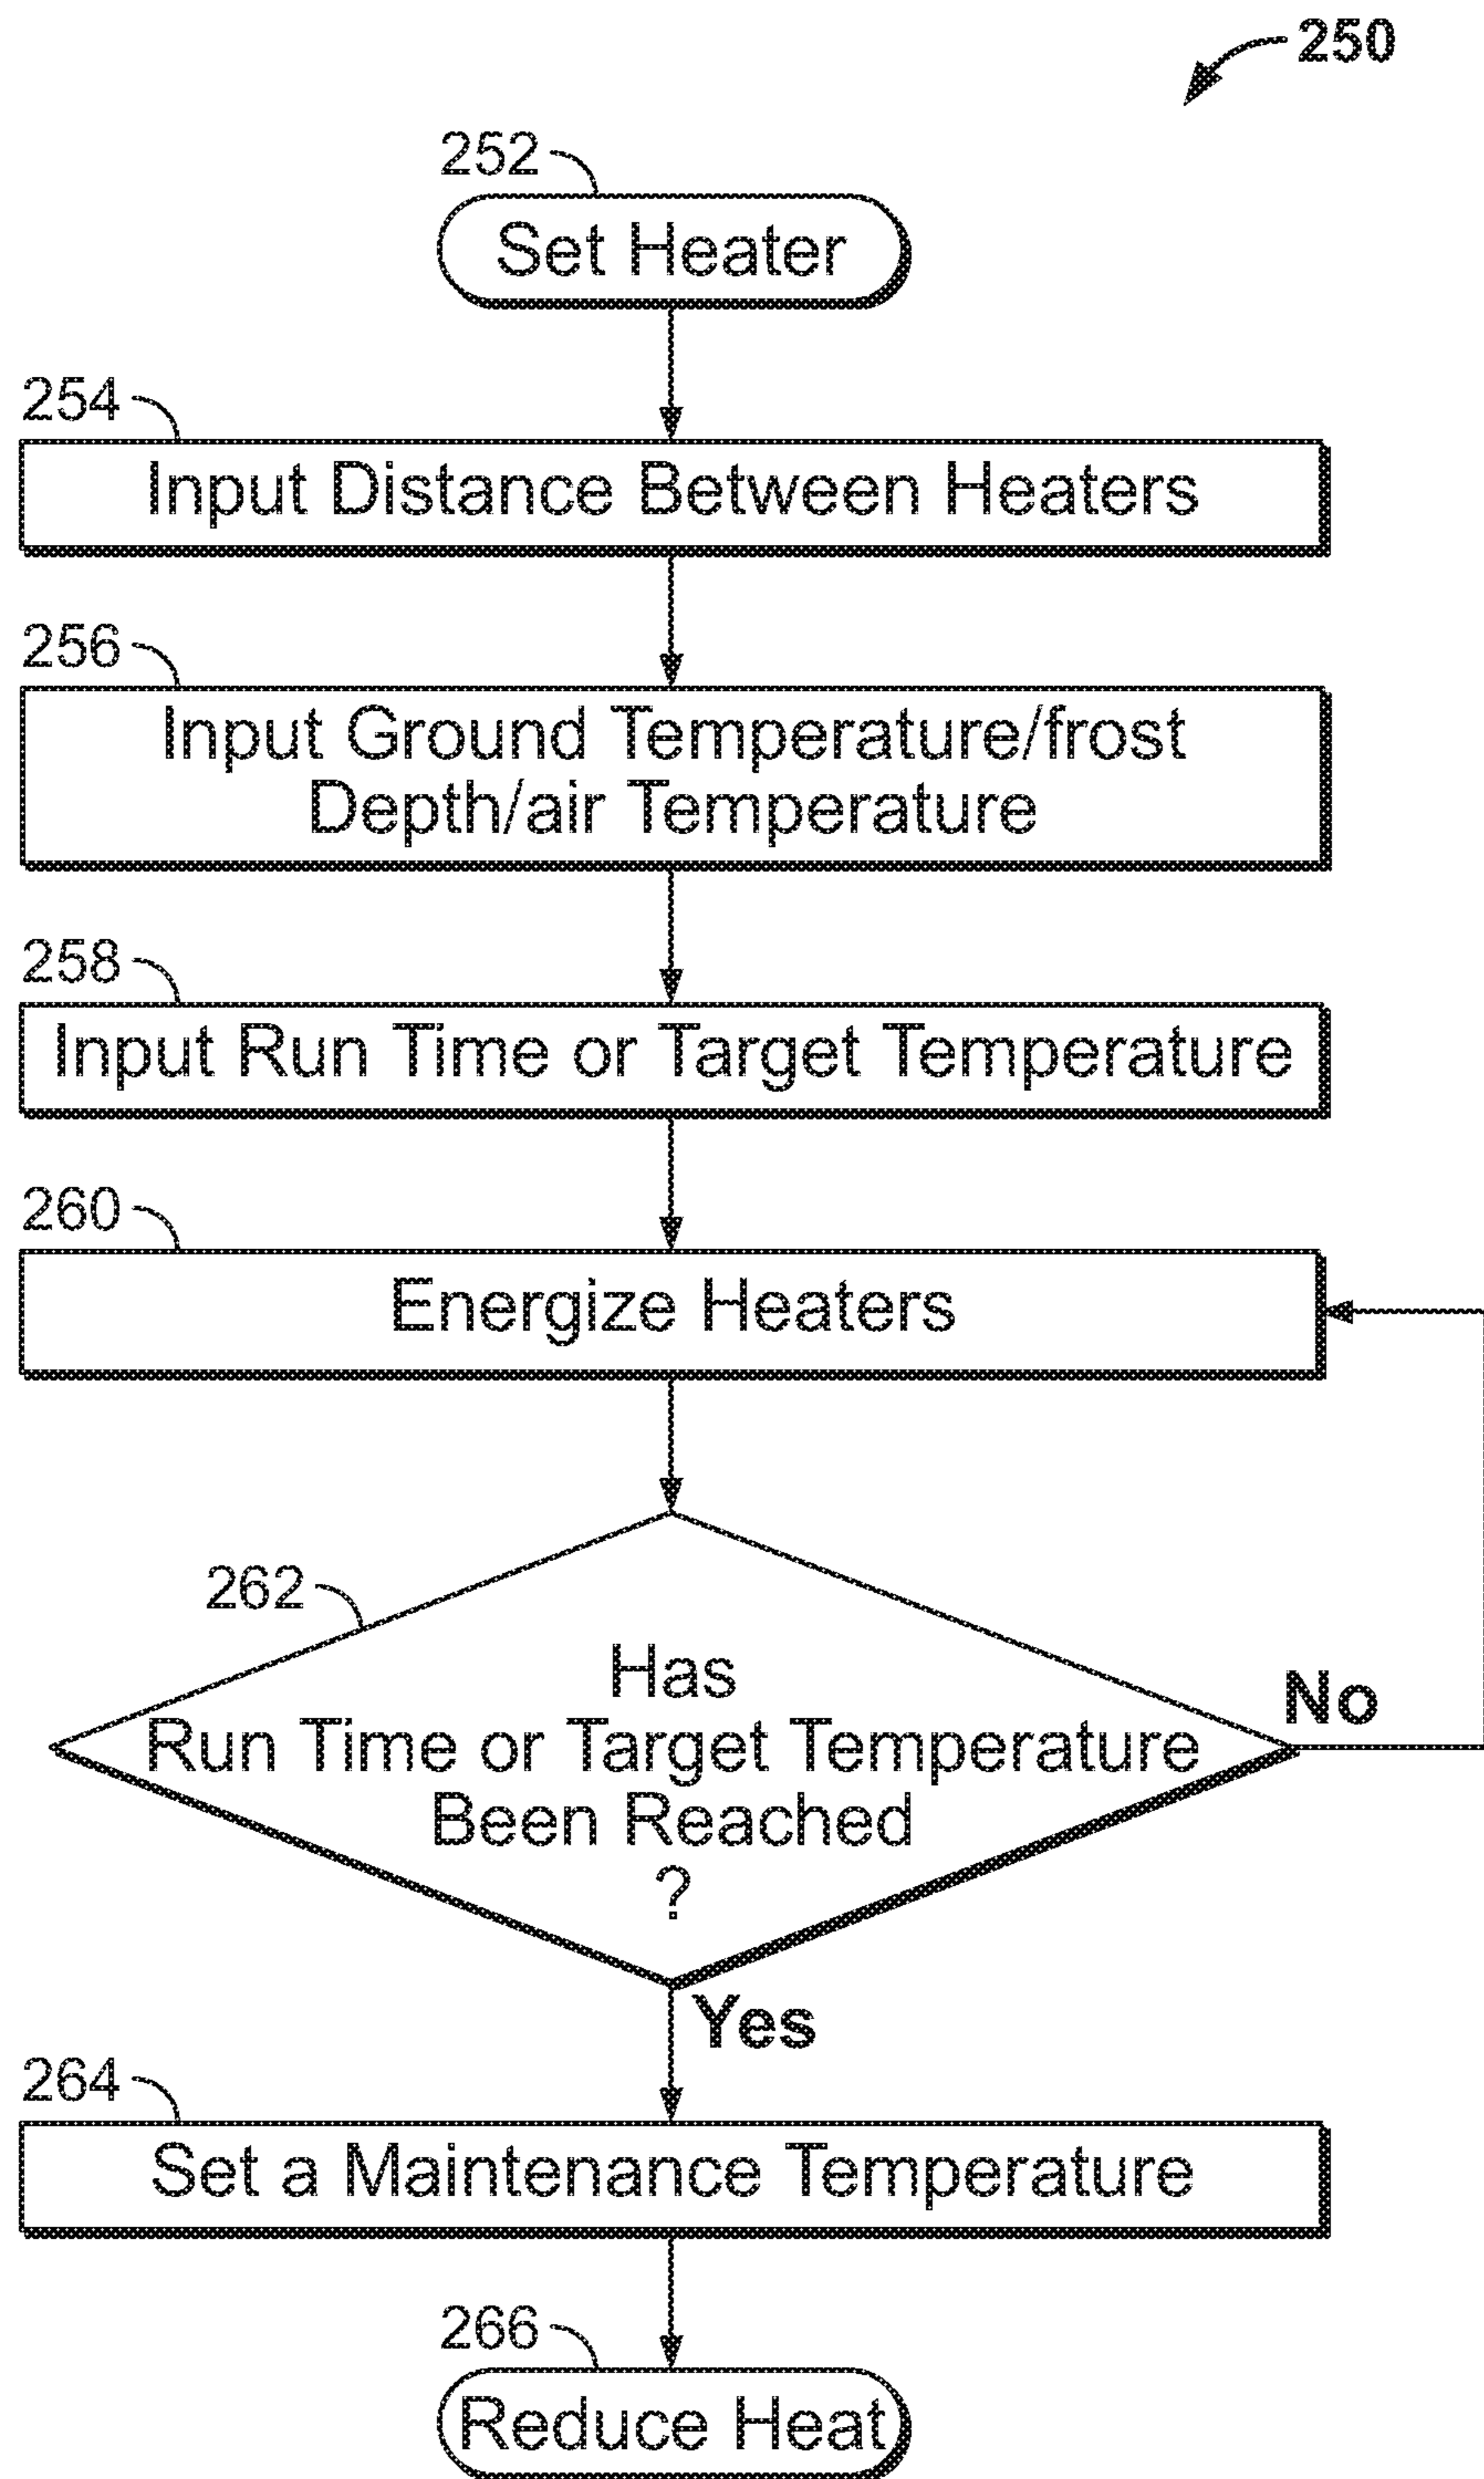 250
252
Set Heater
254
Input Distance Between Heaters
256
Input Ground Temperature/frost
Depth/air Temperature
258
Input Run Time or Target Temperature
260
Energize Heaters
262
Has
Run Time or Target Temperature
Been Reached
?
No
Yes
264
Set a Maintenance Temperature
266
Reduce Heat